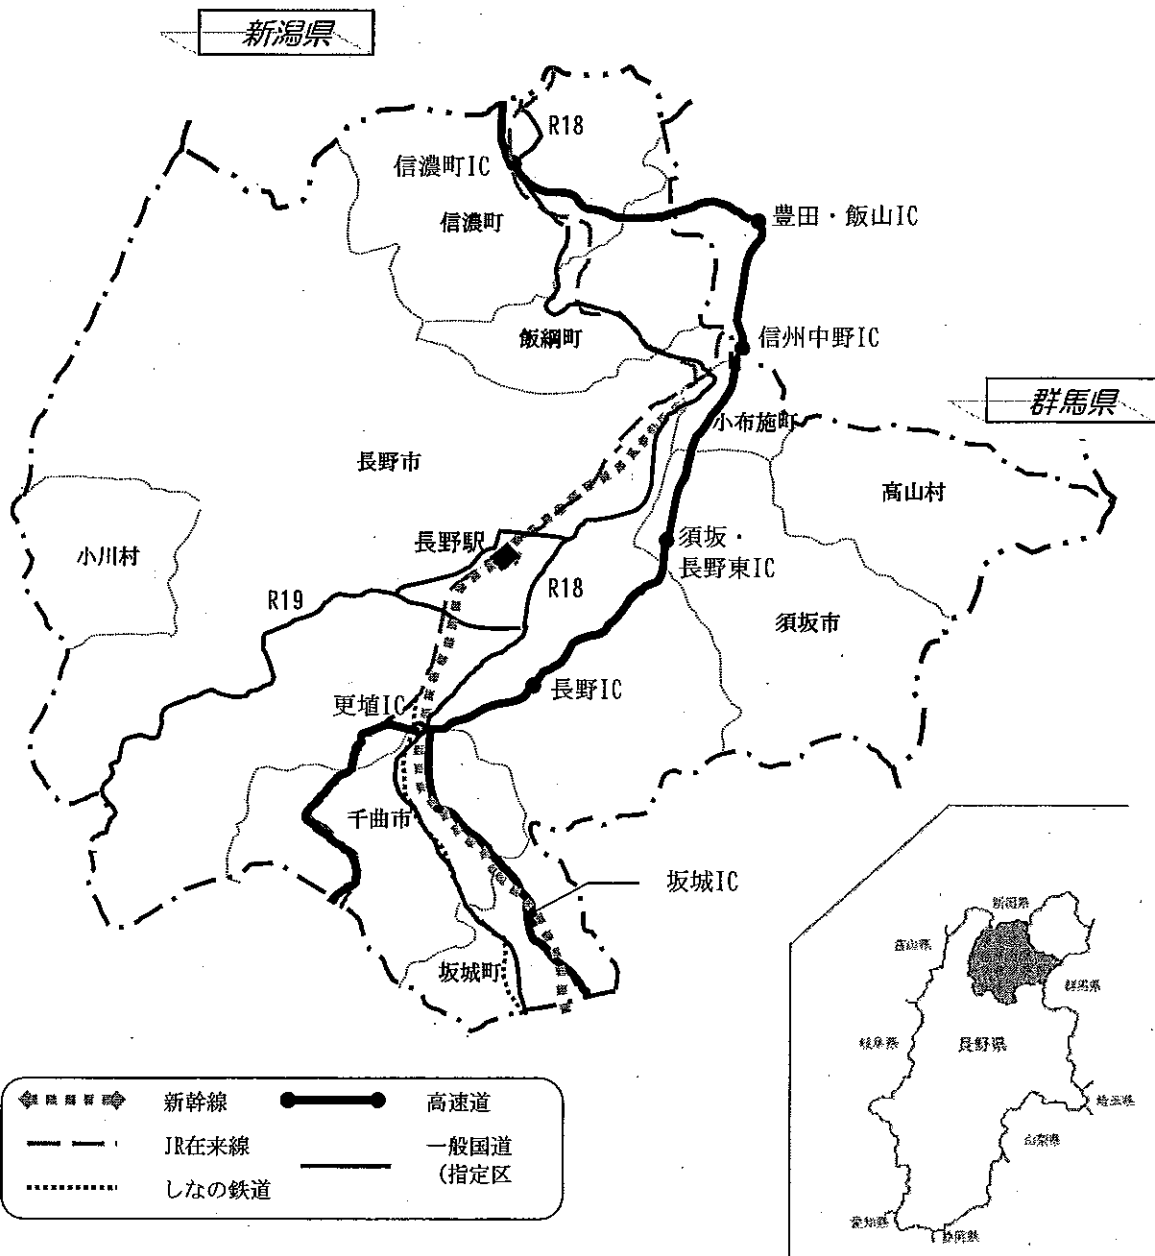 新潟県
R18
信濃町IC
信濃町
豊田・飯山IC
飯綱町
信州中野IC
群馬県
小布施町
長野市
高山村
小川村
長野駅
須坂・
長野東IC
R19
R18
須坂市
長野IC
更埴IC
千曲市
坂城IC
坂城町
新潟県
富山県
群馬県
岐阜県
長野県
埼玉県
山梨県
愛知県
静岡県
新幹線
高速道
JR在来線
一般国道
(指定区
しなの鉄道